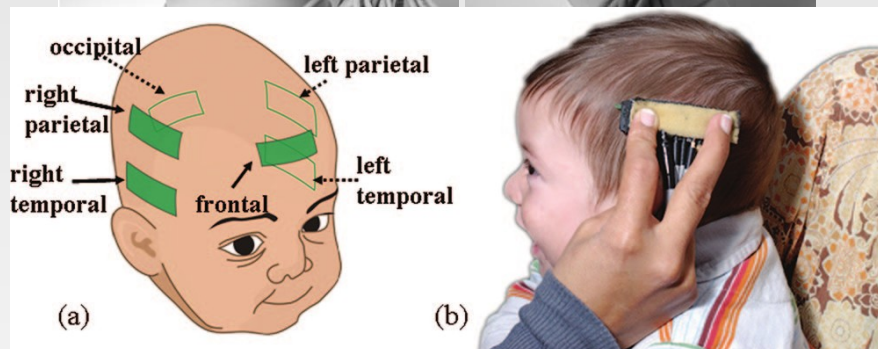 occipital
left parietal
right
parietal
right
temporal
frontal
left
temporal
(a)
(b)